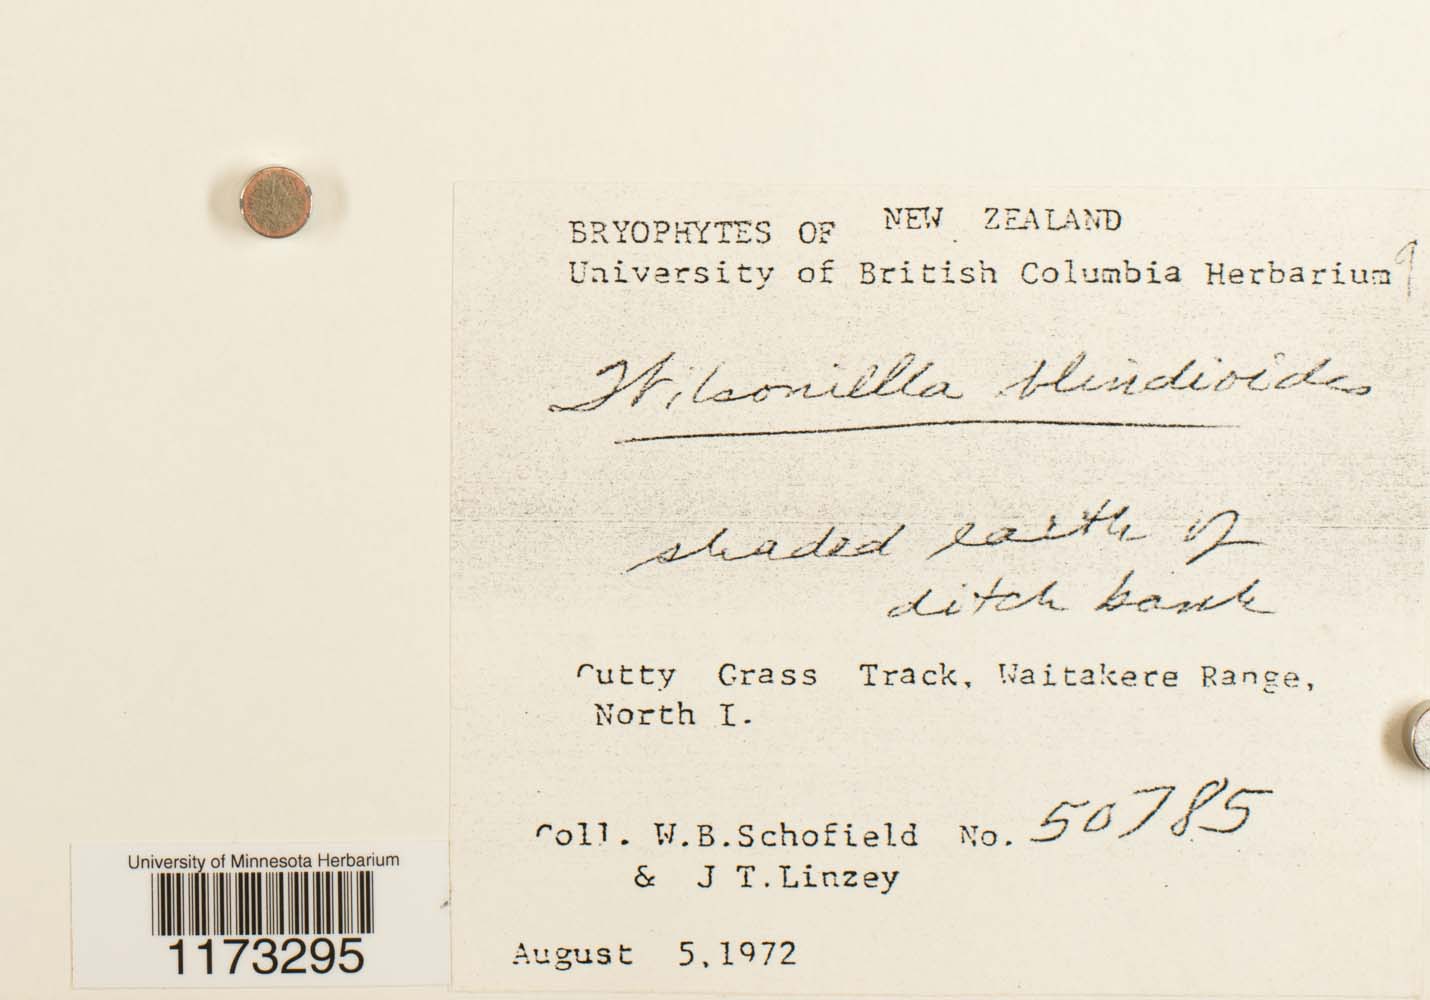 BRYOPHYTES OF NEW ZEALAND
University of British Columbia Herbarium
9
Wilsoniella blindioides
shaded earth of
ditch bank
Cutty Grass Track, Waitakere Range,
North I.
Coll. W.B.Schofield No. 50785
& J T.Linzey
August 5,1972
University of Minnesota Herbarium
1173295